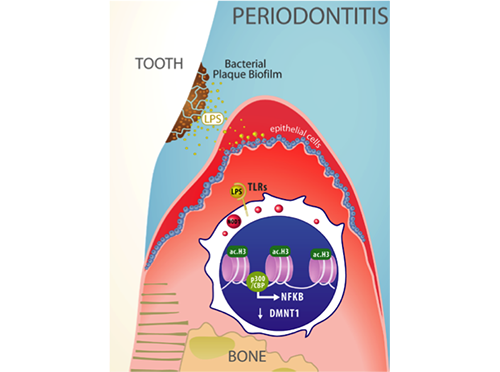 PERIODONTITIS
TOOTH
Bacterial
Plaque Biofilm
LPS
epithelial cells
LPS
TLRs
ac.H3
ac.H3
ac.H3
p300
/CBP
NFKB
↓ DMNT1
BONE